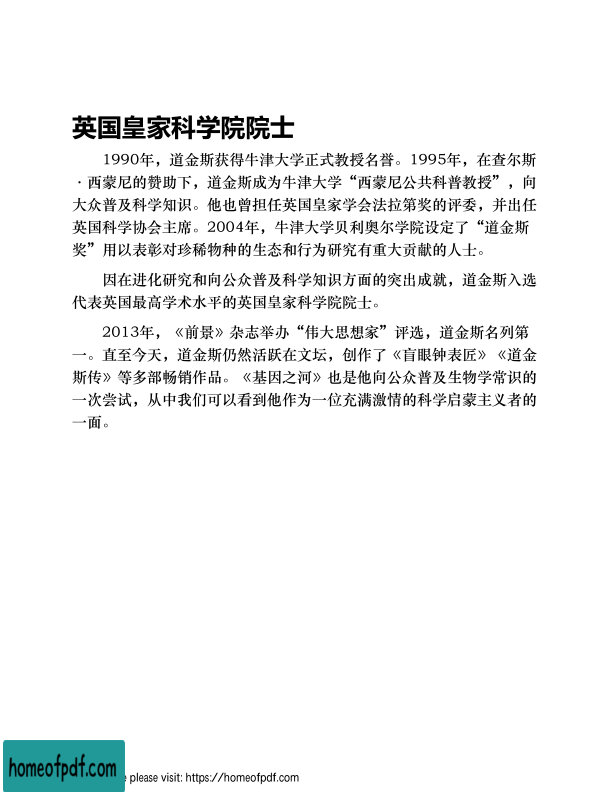 英国皇家科学院院士
1990年，道金斯获得牛津大学正式教授名誉。1995年，在查尔斯
·西蒙尼的赞助下，道金斯成为牛津大学“西蒙尼公共科普教授”，向
大众普及科学知识。他也曾担任英国皇家学会法拉第奖的评委，并出任
英国科学协会主席。2004年，牛津大学贝利奥尔学院设定了“道金斯
奖”用以表彰对珍稀物种的生态和行为研究有重大贡献的人士。
因在进化研究和向公众普及科学知识方面的突出成就，道金斯入选
代表英国最高学术水平的英国皇家科学院院士。
2013年，《前景》杂志举办“伟大思想家”评选，道金斯名列第
一。直至今天，道金斯仍然活跃在文坛，创作了《盲眼钟表匠》《道金
斯传》等多部畅销作品。《基因之河》也是他向公众普及生物学常识的
一次尝试，从中我们可以看到他作为一位充满激情的科学启蒙主义者的
一面。
homeofpdf.com
e please visit: https://homeofpdf.com